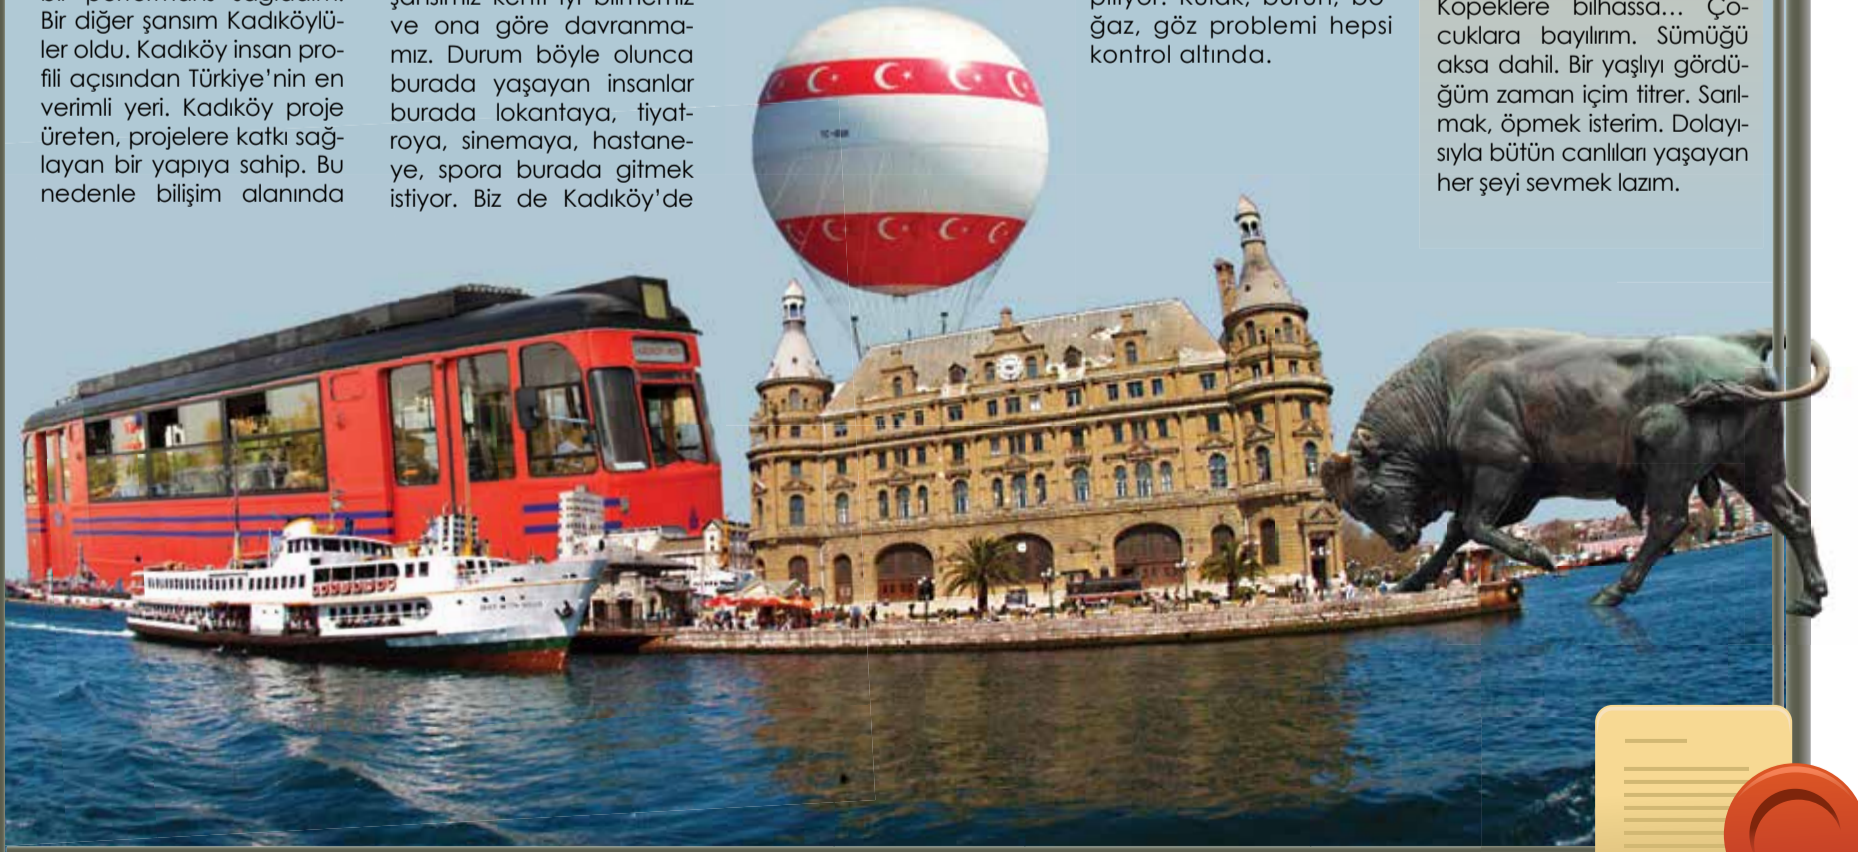 Bir diğer şansım Kadıköylü-
ler oldu. Kadıköy insan pro-
fili açısından Türkiye'nin en
verimli yeri. Kadıköy proje
üreten, projelere katkı sağ-
layan bir yapıya sahip. Bu
nedenle bilişim alanında
ve ona göre davranma-
mız. Durum böyle olunca
burada yaşayan insanlar
burada lokantaya, tiyat-
roya, sinemaya, hastane-
ye, spora burada gitmek
istiyor. Biz de Kadıköy'de
ğaz, göz problemi hepsi
kontrol altında.
Köpeklere bilhassa... Ço-
cuklara bayılırım. Sümüğü
aksa dahil. Bir yaşlıyı gördü-
ğüm zaman içim titrer. Sarıl-
mak, öpmek isterim. Dolayı-
sıyla bütün canlıları yaşayan
her şeyi sevmek lazım.